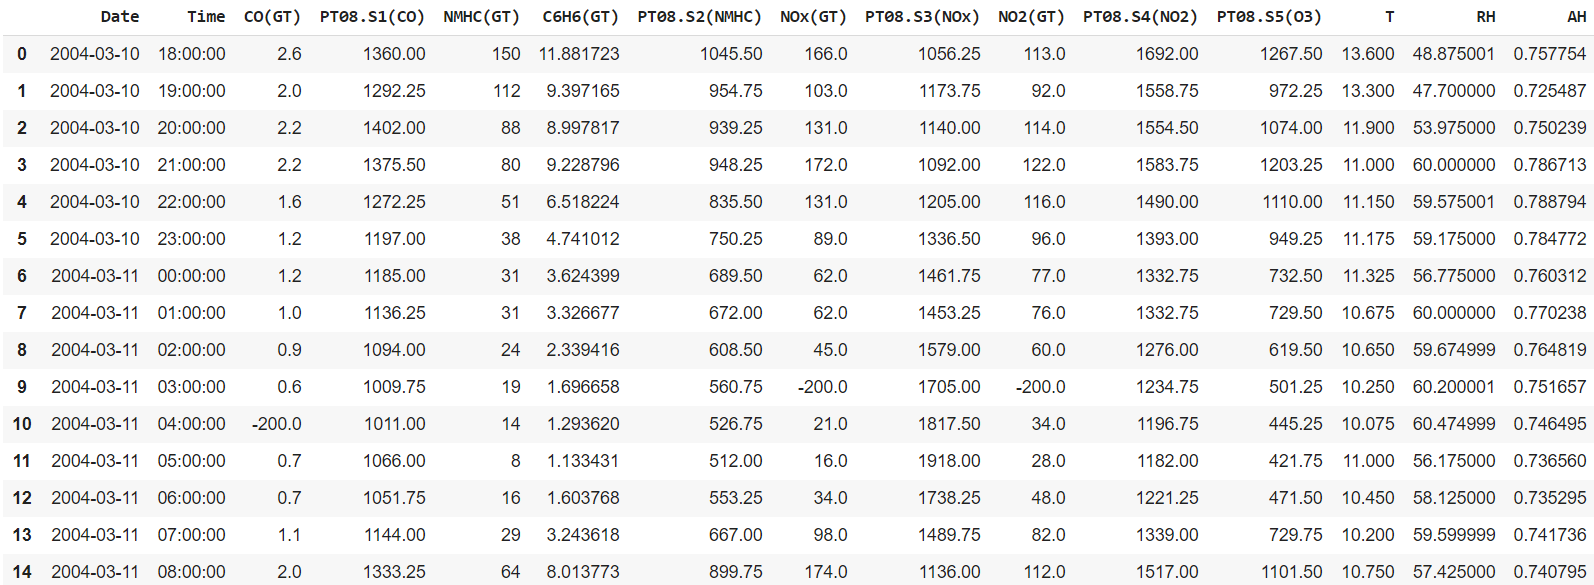 Date Time CO(GT) PT08.S1(CO) NMHC(GT) C6H6(GT) PT08.S2(NMHC) NOx(GT) PT08.S3(NOx) NO2(GT) PT08.S4(NO2) PT08.S5(O3) T RH AH
0 2004-03-10 18:00:00 2.6 1360.00 150 11.881723 1045.50 166.0 1056.25 113.0 1692.00 1267.50 13.600 48.875001 0.757754
1 2004-03-10 19:00:00 2.0 1292.25 112 9.397165 954.75 103.0 1173.75 92.0 1558.75 972.25 13.300 47.700000 0.725487
2 2004-03-10 20:00:00 2.2 1402.00 88 8.997817 939.25 131.0 1140.00 114.0 1554.50 1074.00 11.900 53.975000 0.750239
3 2004-03-10 21:00:00 2.2 1375.50 80 9.228796 948.25 172.0 1092.00 122.0 1583.75 1203.25 11.000 60.000000 0.786713
4 2004-03-10 22:00:00 1.6 1272.25 51 6.518224 835.50 131.0 1205.00 116.0 1490.00 1110.00 11.150 59.575001 0.788794
5 2004-03-10 23:00:00 1.2 1197.00 38 4.741012 750.25 89.0 1336.50 96.0 1393.00 949.25 11.175 59.175000 0.784772
6 2004-03-11 00:00:00 1.2 1185.00 31 3.624399 689.50 62.0 1461.75 77.0 1332.75 732.50 11.325 56.775000 0.760312
7 2004-03-11 01:00:00 1.0 1136.25 31 3.326677 672.00 62.0 1453.25 76.0 1332.75 729.50 10.675 60.000000 0.770238
8 2004-03-11 02:00:00 0.9 1094.00 24 2.339416 608.50 45.0 1579.00 60.0 1276.00 619.50 10.650 59.674999 0.764819
9 2004-03-11 03:00:00 0.6 1009.75 19 1.696658 560.75 -200.0 1705.00 -200.0 1234.75 501.25 10.250 60.200001 0.751657
10 2004-03-11 04:00:00 -200.0 1011.00 14 1.293620 526.75 21.0 1817.50 34.0 1196.75 445.25 10.075 60.474999 0.746495
11 2004-03-11 05:00:00 0.7 1066.00 8 1.133431 512.00 16.0 1918.00 28.0 1182.00 421.75 11.000 56.175000 0.736560
12 2004-03-11 06:00:00 0.7 1051.75 16 1.603768 553.25 34.0 1738.25 48.0 1221.25 471.50 10.450 58.125000 0.735295
13 2004-03-11 07:00:00 1.1 1144.00 29 3.243618 667.00 98.0 1489.75 82.0 1339.00 729.75 10.200 59.599999 0.741736
14 2004-03-11 08:00:00 2.0 1333.25 64 8.013773 899.75 174.0 1136.00 112.0 1517.00 1101.50 10.750 57.425000 0.740795